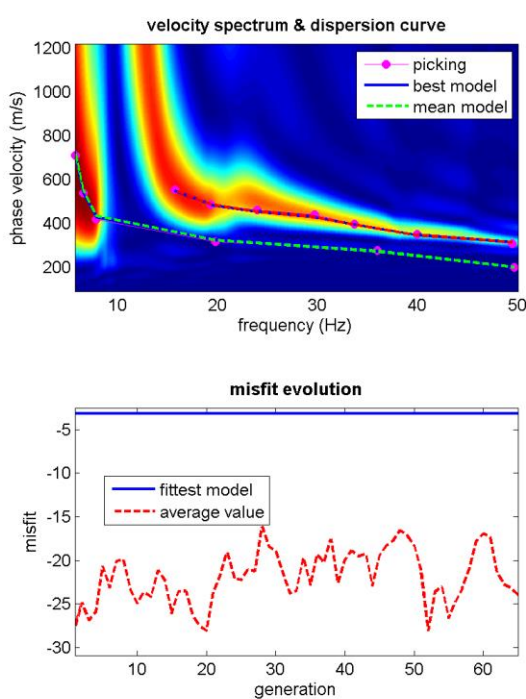 velocity spectrum & dispersion curve
1200
1000
800
600
400
200
phase velocity (m/s)
picking
best model
mean model
10 20 30 40 50
frequency (Hz)
misfit evolution
-5
-10
-15
-20
-25
-30
misfit
fittest model
average value
10 20 30 40 50 60
generation